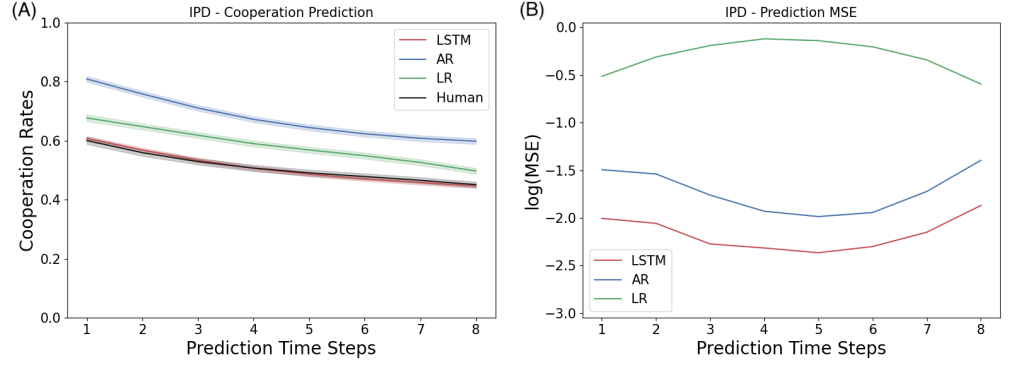 (A)
IPD - Cooperation Prediction
1.0
0.8
0.6
0.4
0.2
0.0
Cooperation Rates
LSTM
AR
LR
Human
1 2 3 4 5 6 7 8
Prediction Time Steps
(B)
IPD - Prediction MSE
0.0
−0.5
−1.0
−1.5
−2.0
−2.5
−3.0
log(MSE)
LSTM
AR
LR
1 2 3 4 5 6 7 8
Prediction Time Steps